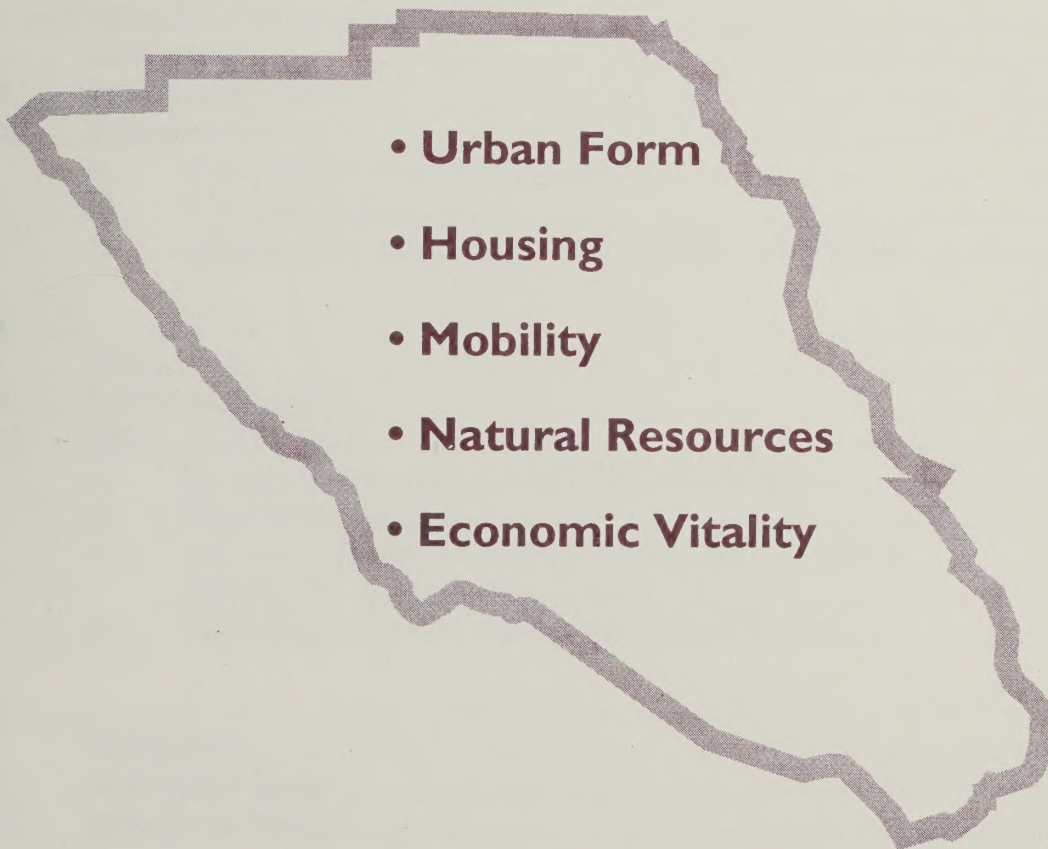 • Urban Form
• Housing
• Mobility
• Natural Resources
• Economic Vitality